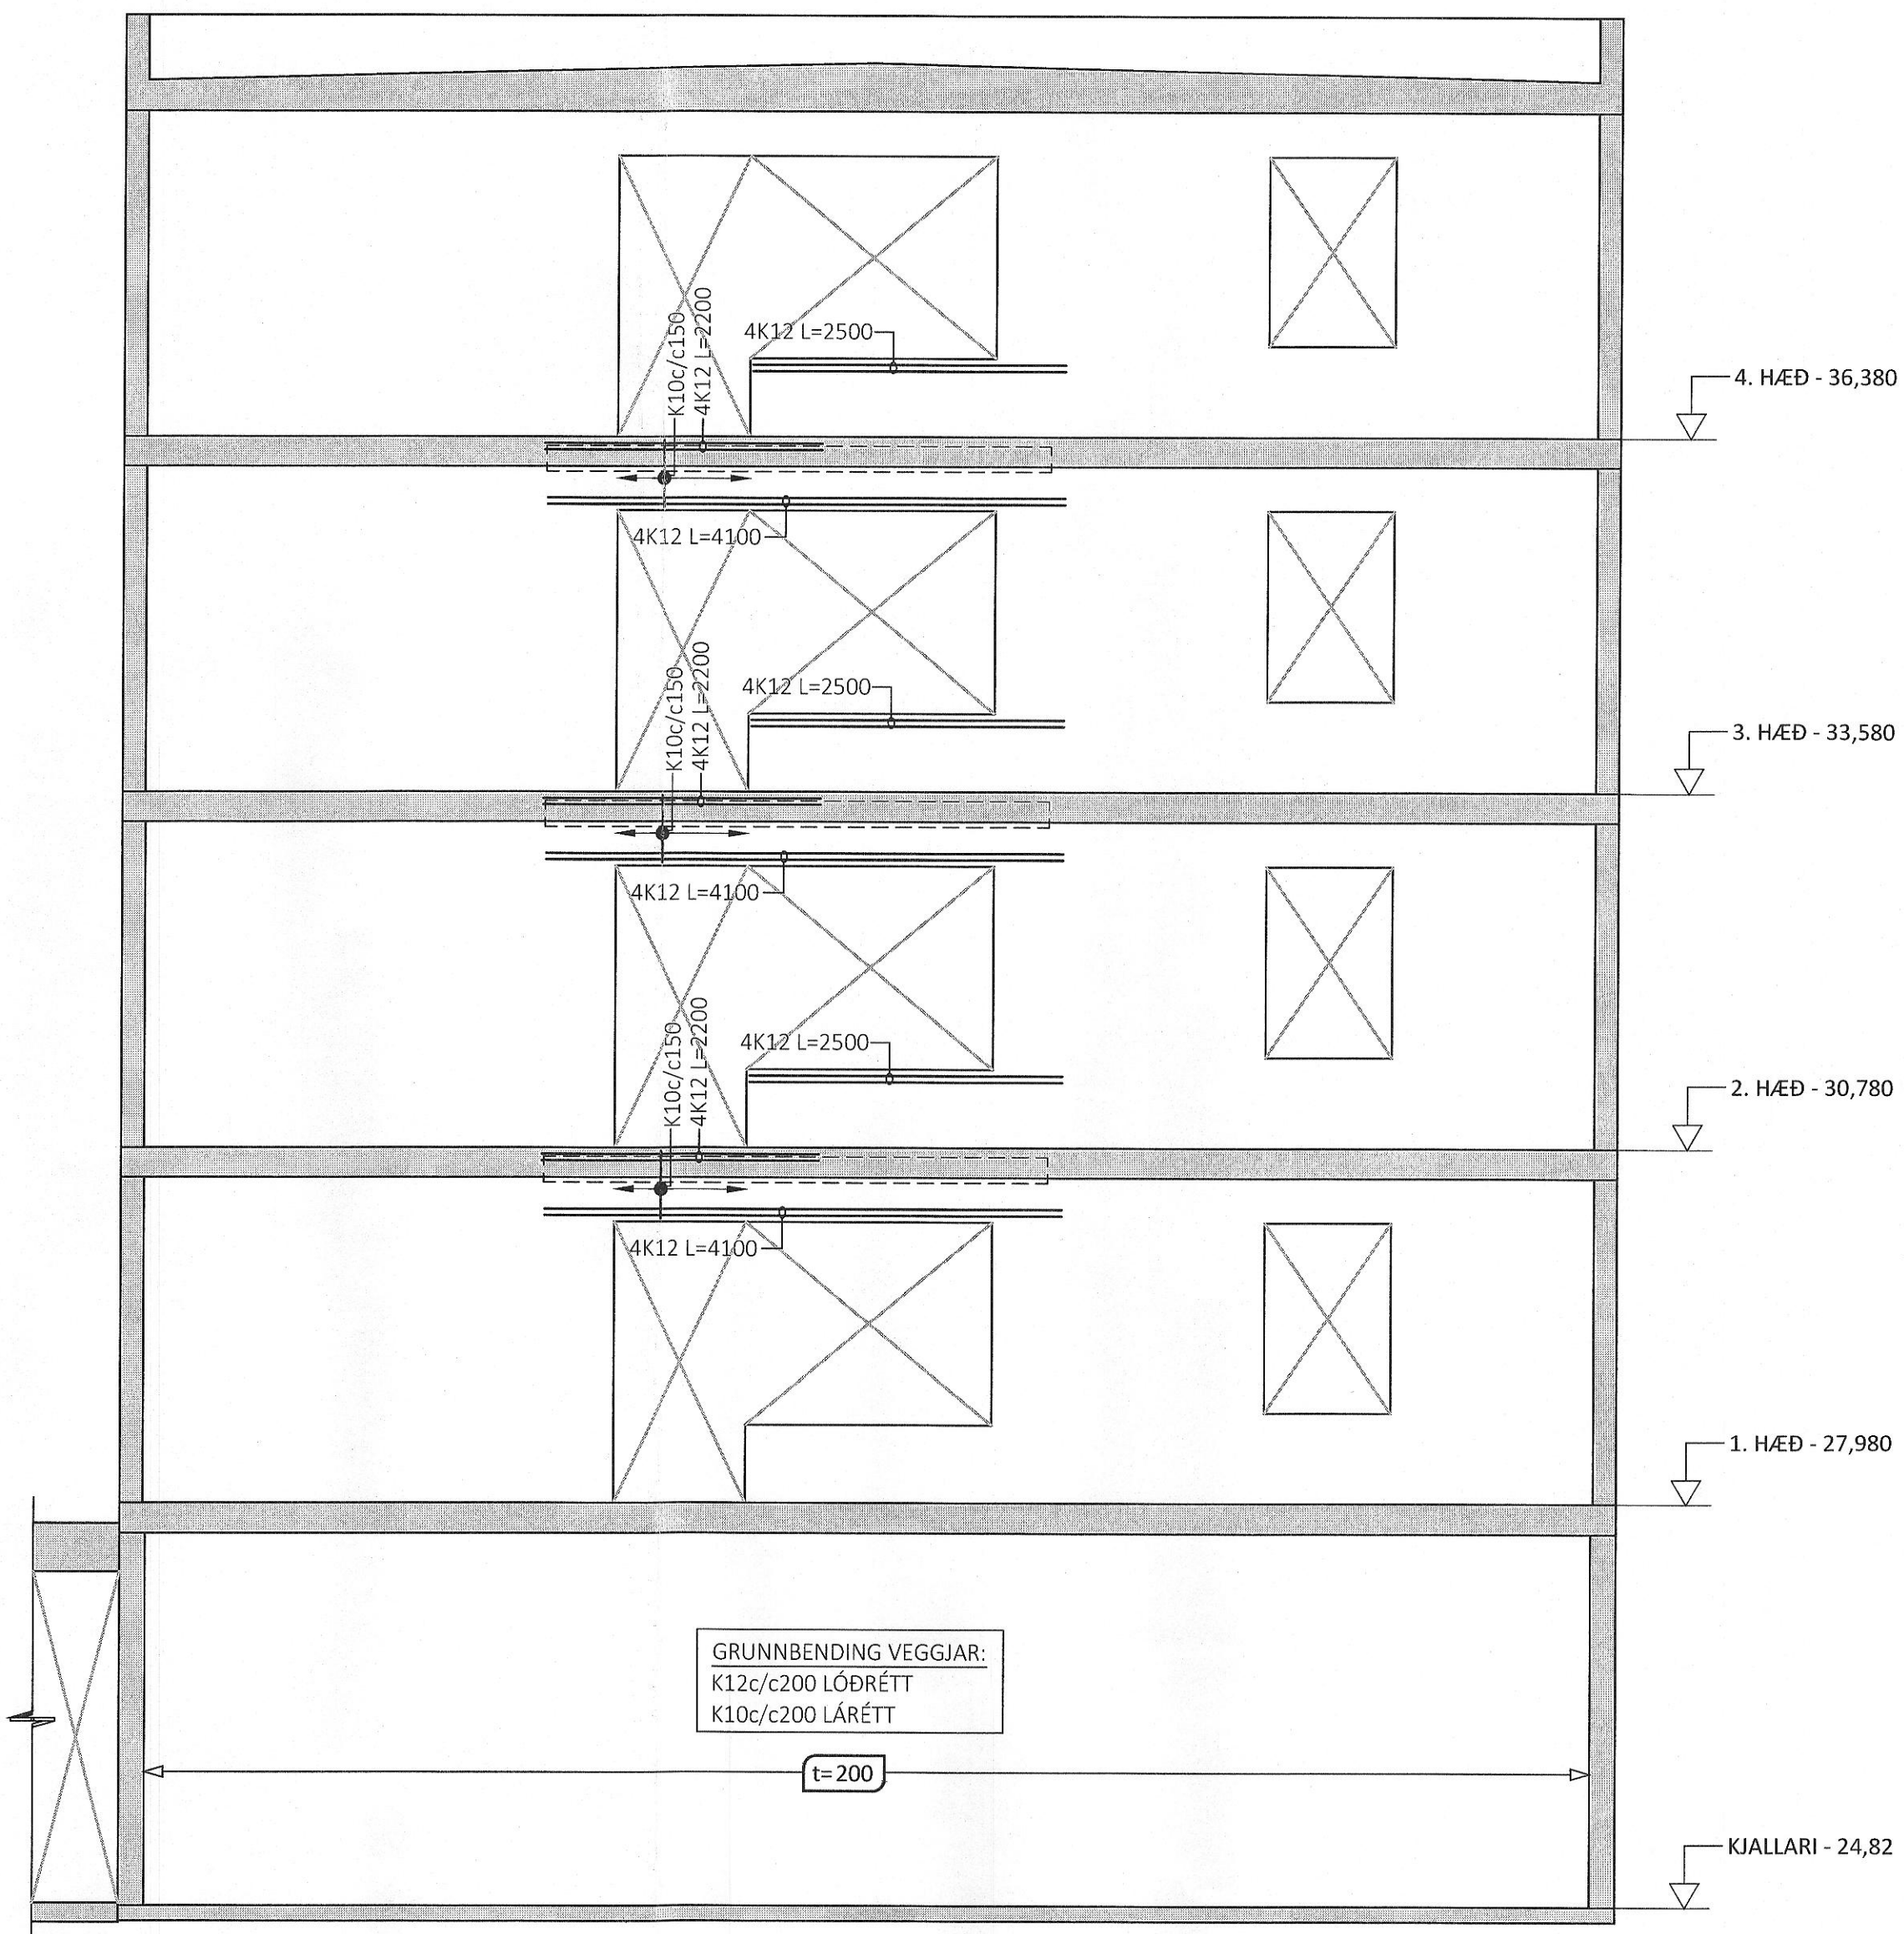 K10c/c150
4K12 L=2200
4K12 L=2500
4. HÆÐ - 36,380
4K12 L=4100
K10c/c150
4K12 L=2200
4K12 L=2500
3. HÆÐ - 33,580
4K12 L=4100
K10c/c150
4K12 L=2200
4K12 L=2500
2. HÆÐ - 30,780
4K12 L=4100
1. HÆÐ - 27,980
GRUNNBENDING VEGGJAR:
K12c/c200 LÓÐRÉTT
K10c/c200 LÁRÉTT
t=200
KJALLARI - 24,82